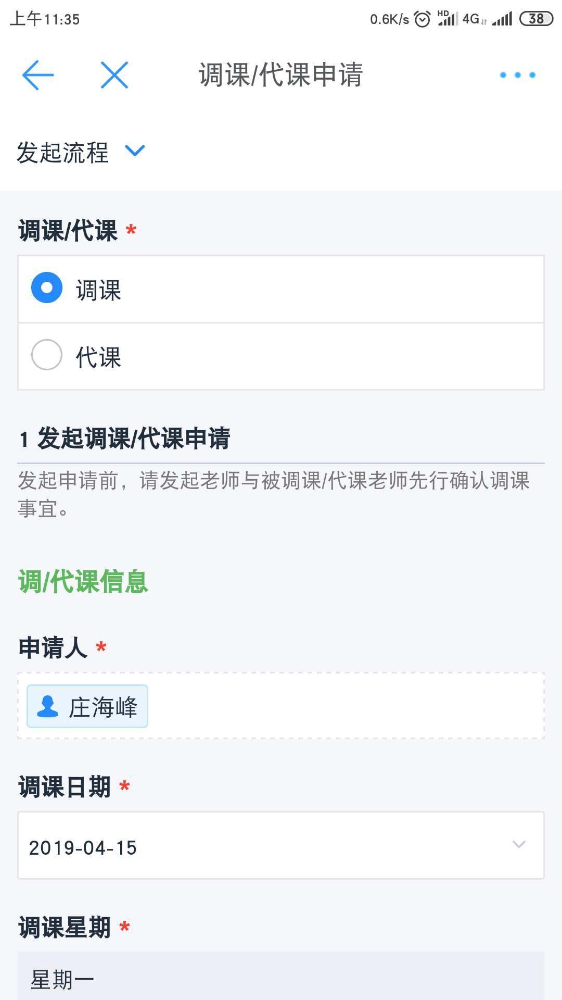 上午11:35
0.6K/s HD 4G 38
调课/代课申请
发起流程
调课/代课 *
调课
代课
1 发起调课/代课申请
发起申请前，请发起老师与被调课/代课老师先行确认调课
事宜。
调/代课信息
申请人 *
庄海峰
调课日期 *
2019-04-15
调课星期 *
星期一